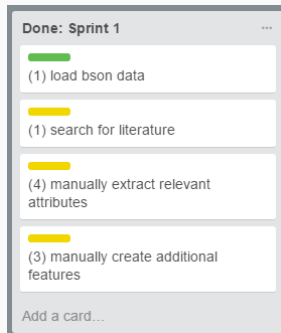 Done: Sprint 1
(1) load bson data
(1) search for literature
(4) manually extract relevant
attributes
(3) manually create additional
features
Add a card...